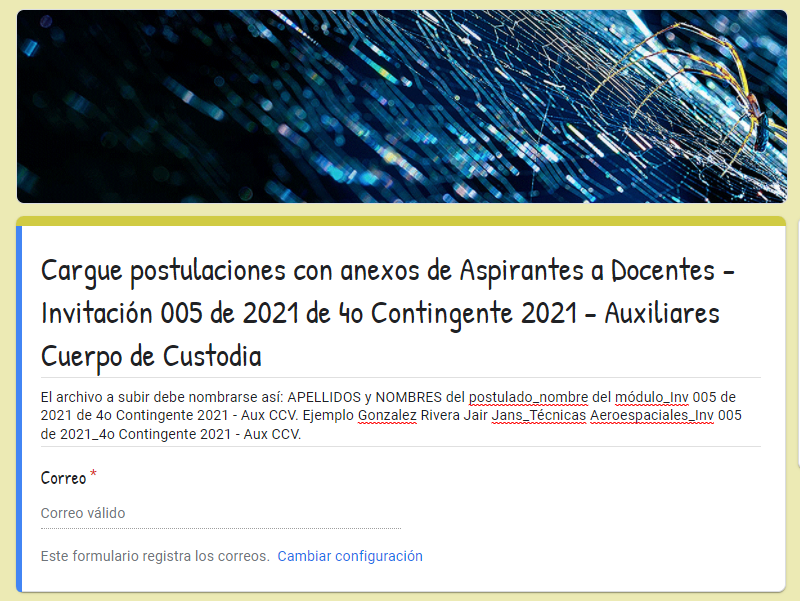 Cargue postulaciones con anexos de Aspirantes a Docentes -
Invitación 005 de 2021 de 4o Contingente 2021 - Auxiliares
Cuerpo de Custodia
El archivo a subir debe nombrarse así: APELLIDOS y NOMBRES del postulado_nombre del módulo_Inv 005 de
2021 de 4o Contingente 2021 - Aux CCV. Ejemplo Gonzalez Rivera Jair Jans_Técnicas Aeroespaciales_Inv 005
de 2021_4o Contingente 2021 - Aux CCV.
Correo *
Correo válido
Este formulario registra los correos. Cambiar configuración